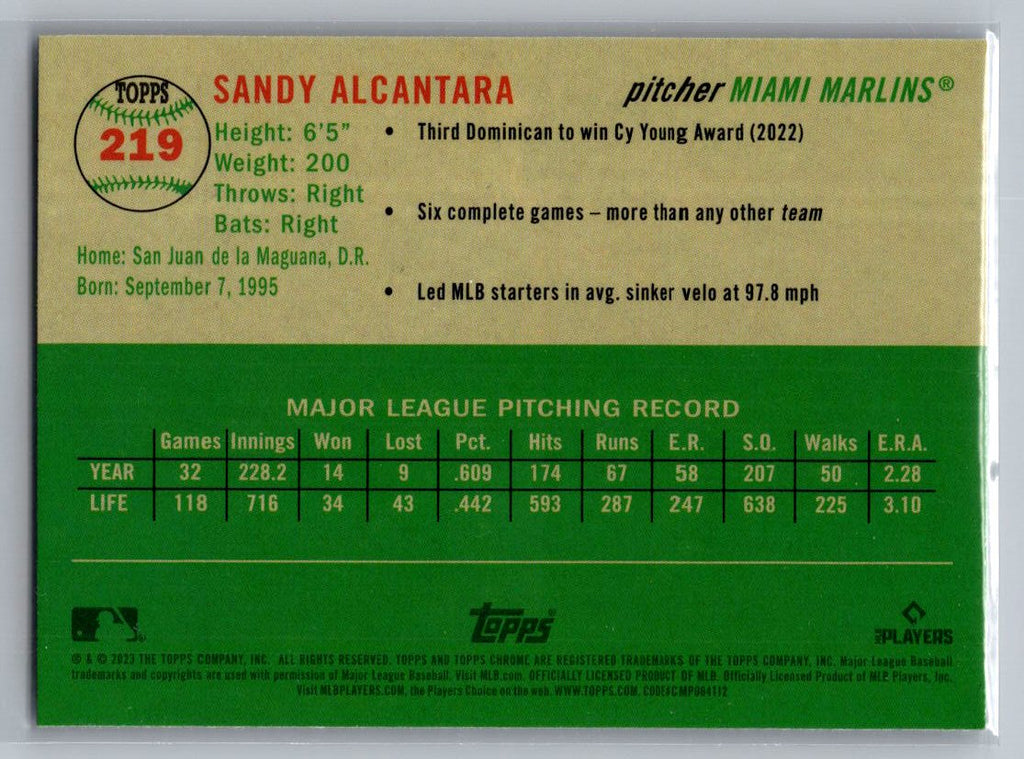 TOPPS
219
SANDY ALCANTARA
pitcher MIAMI MARLINS®
Height: 6'5"
Weight: 200
Throws: Right
Bats: Right
Home: San Juan de la Maguana, D.R.
Born: September 7, 1995
• Third Dominican to win Cy Young Award (2022)
• Six complete games – more than any other team
• Led MLB starters in avg. sinker velo at 97.8 mph
MAJOR LEAGUE PITCHING RECORD
Games Innings Won Lost Pct. Hits Runs E.R. S.O. Walks E.R.A.
YEAR 32 228.2 14 9 .609 174 67 58 207 50 2.28
LIFE 118 716 34 43 .442 593 287 247 638 225 3.10
Topps
MLB PLAYERS
® & © 2023 THE TOPPS COMPANY, INC. ALL RIGHTS RESERVED. TOPPS AND TOPPS CHROME ARE REGISTERED TRADEMARKS OF THE TOPPS COMPANY, INC. Major League Baseball
trademarks and copyrights are used with permission of Major League Baseball. Visit MLB.com. OFFICIALLY LICENSED PRODUCT OF MLB. Officially Licensed Product of MLB Players, Inc.
Visit MLBPLAYERS.COM, the Players Choice on the web. WWW.TOPPS.COM. CODE#CMP084112